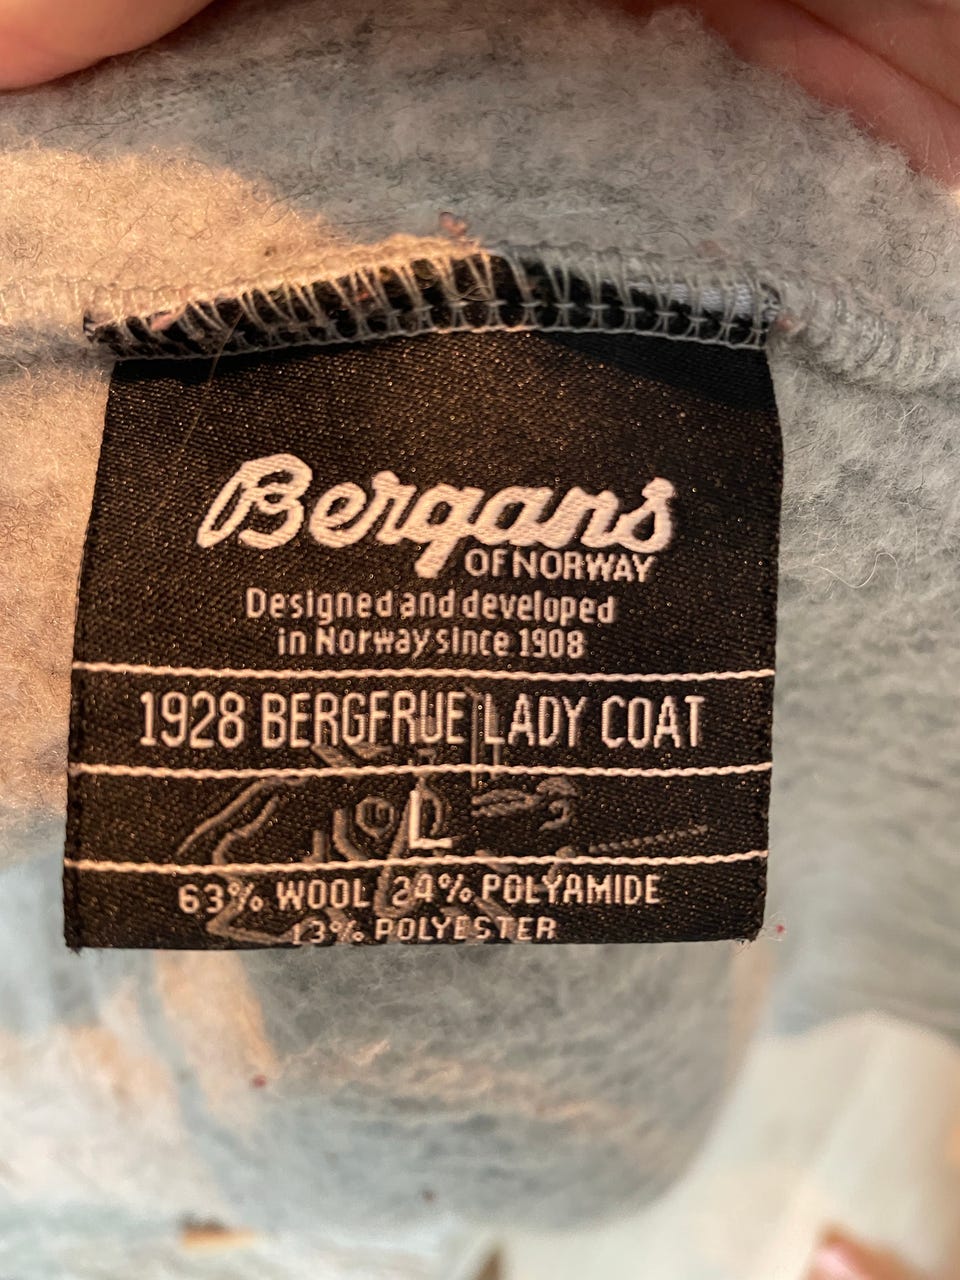 Bergans
OF NORWAY
Designed and developed
in Norway since 1908
1928 BERGFRUE LADY COAT
L
63% WOOL 24% POLYAMIDE
13% POLYESTER